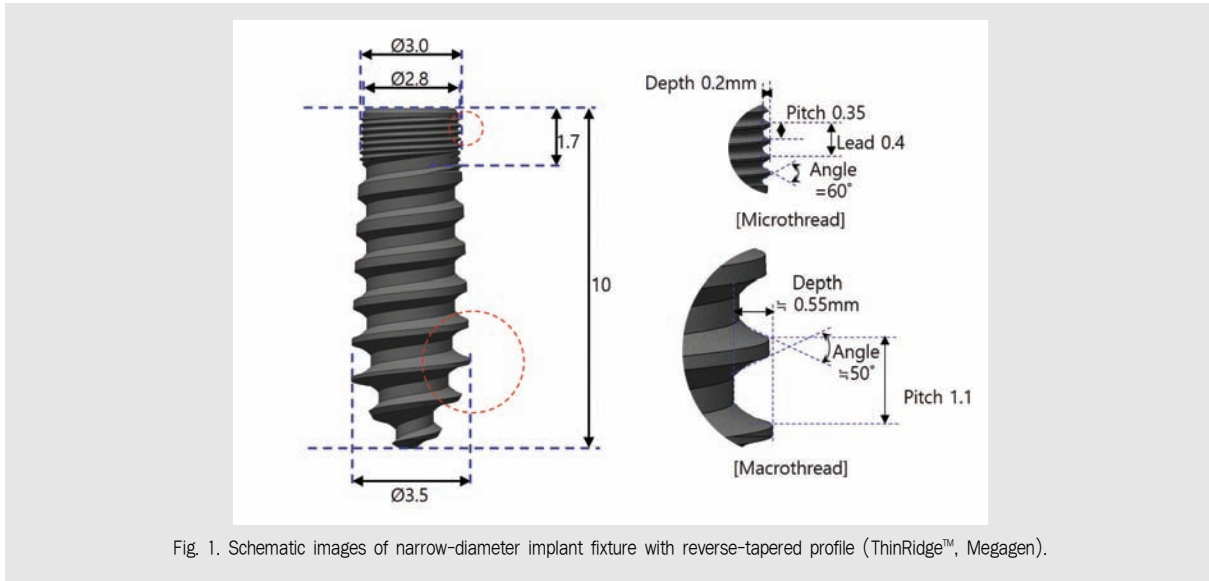 Ø3.0
Ø2.8
1.7
10
Ø3.5
Depth 0.2mm
Pitch 0.35
Lead 0.4
Angle
=60˚
[Microthread]
Depth
≒ 0.55mm
Angle
≒50˚
Pitch 1.1
[Macrothread]
Fig. 1. Schematic images of narrow-diameter implant fixture with reverse-tapered profile (ThinRidge™, Megagen).